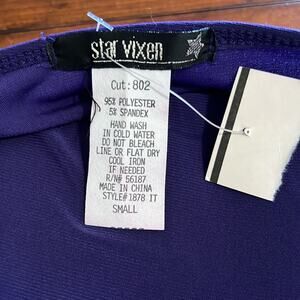 star vixen
Cut: 802
95% POLYESTER
5% SPANDEX
HAND WASH
IN COLD WATER
DO NOT BLEACH
LINE OR FLAT DRY
COOL IRON
IF NEEDED
R/N# 56187
MADE IN CHINA
STYLE# 1878 IT
SMALL